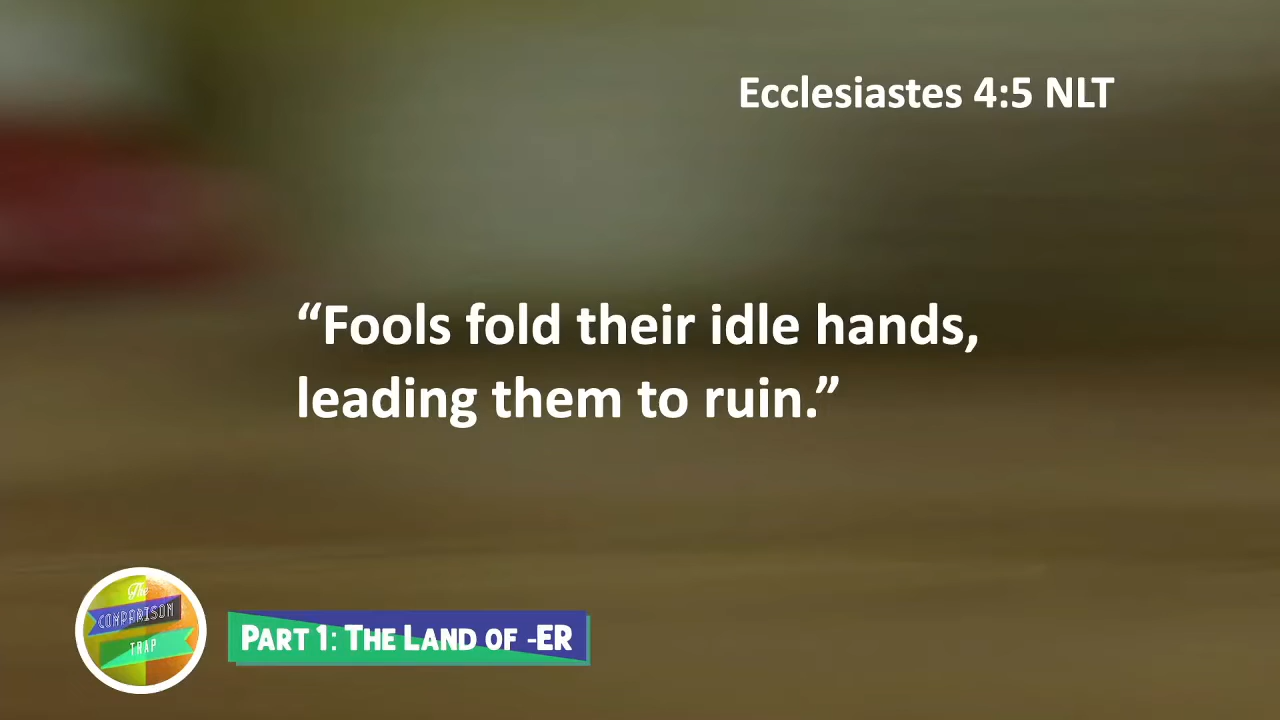 Ecclesiastes 4:5 NLT
“Fools fold their idle hands,
leading them to ruin.”
The
COMPARISON
TRAP
PART 1: THE LAND OF -ER